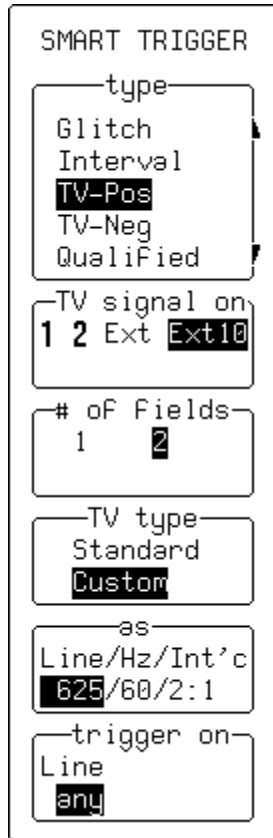 SMART TRIGGER
type
Glitch
Interval
TV-Pos
TV-Neg
Qualified
TV signal on
1 2 Ext Ext10
# of fields
1 2
TV type
Standard
Custom
as
Line/Hz/Int'c
625/60/2:1
trigger on
Line
any